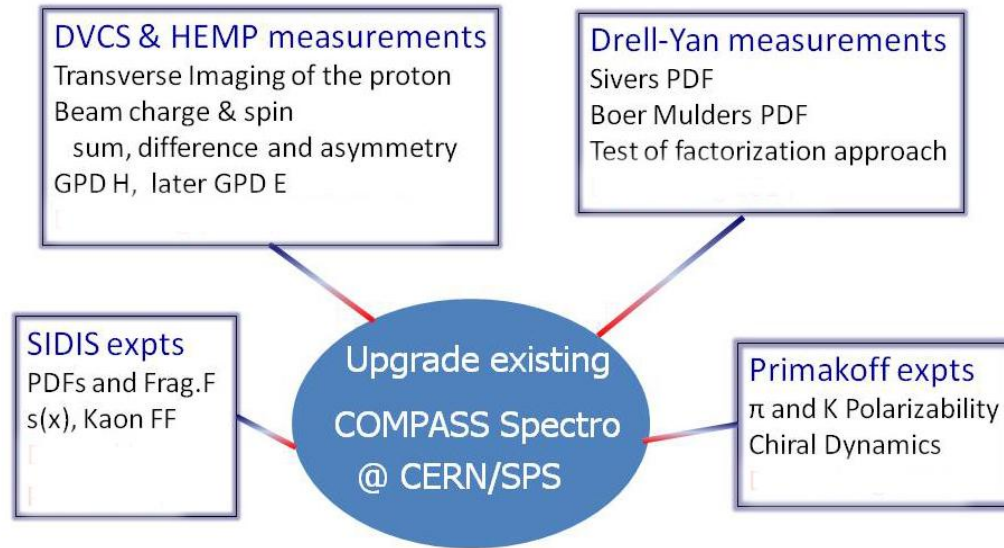 DVCS & HEMP measurements
Transverse Imaging of the proton
Beam charge & spin
sum, difference and asymmetry
GPD H, later GPD E
Drell-Yan measurements
Sivers PDF
Boer Mulders PDF
Test of factorization approach
SIDIS expts
PDFs and Frag.F
s(x), Kaon FF
Upgrade existing
COMPASS Spectro
@ CERN/SPS
Primakoff expts
π and K Polarizability
Chiral Dynamics